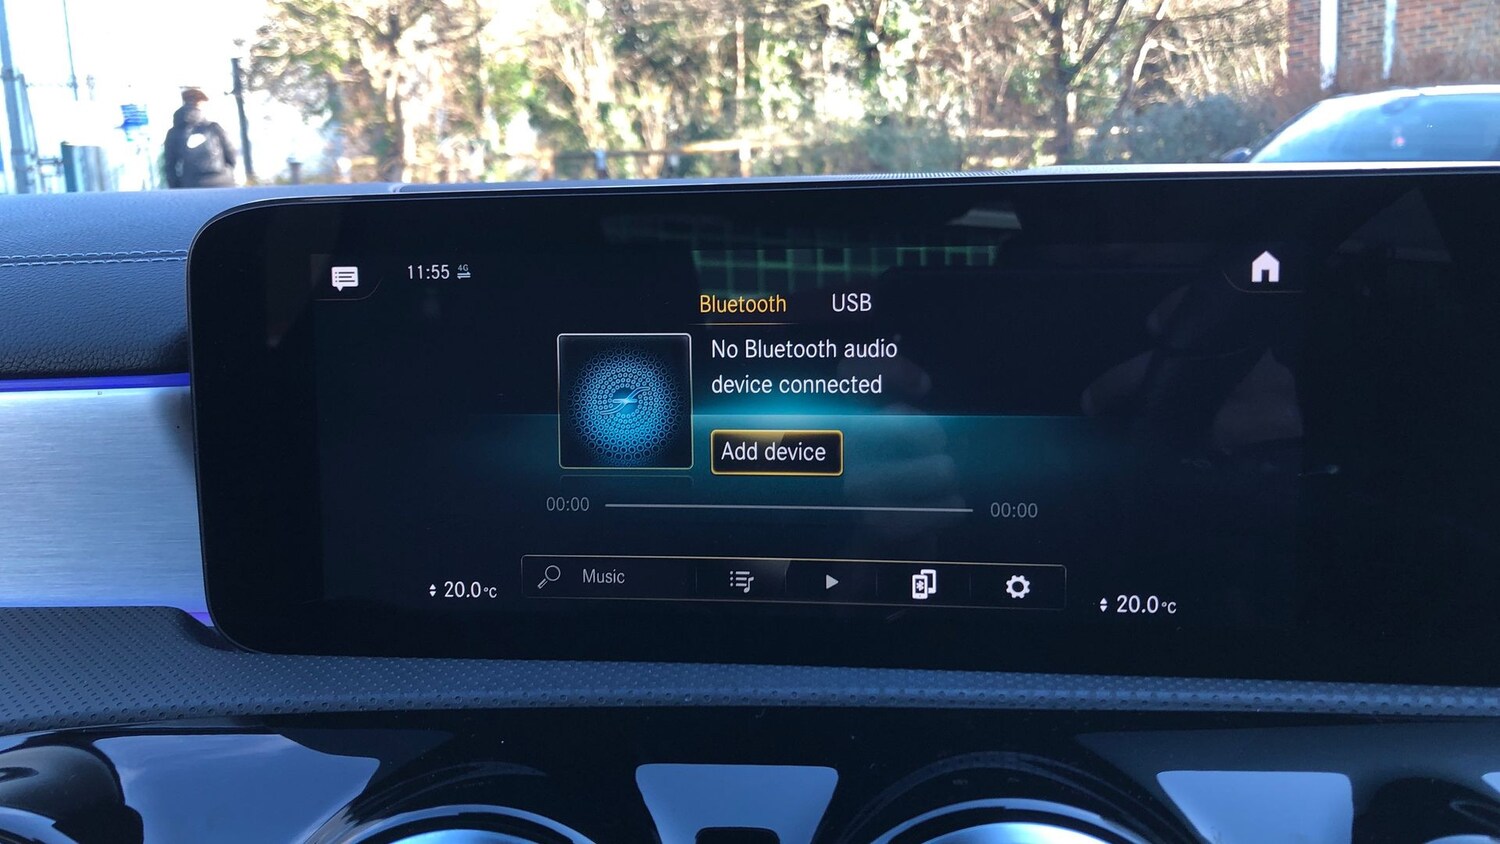 11:55 4G
Bluetooth USB
No Bluetooth audio
device connected
Add device
00:00 00:00
20.0°C Music 20.0°C